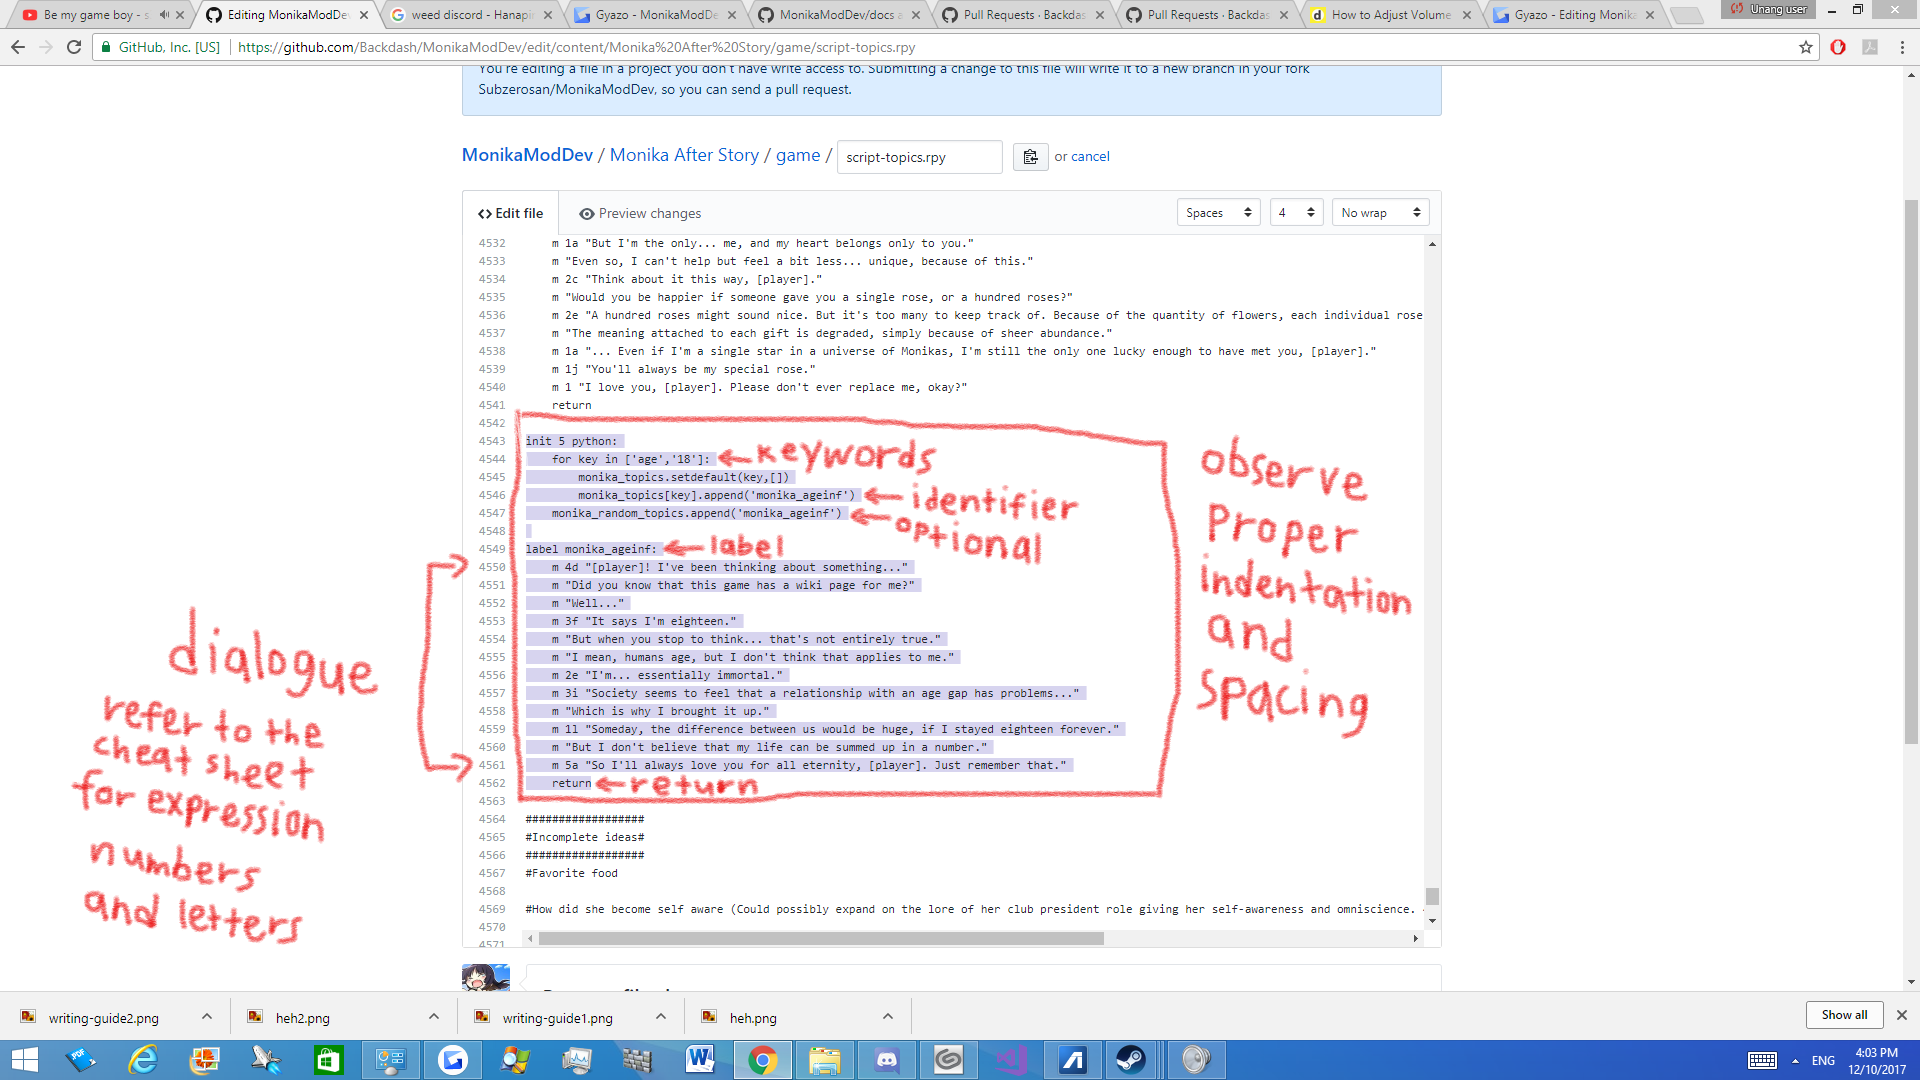 Be my game boy - s
Editing MonikaModDev
weed discord - Hanapin
Gyazo - MonikaModDe
MonikaModDev/docs a
Pull Requests · Backdas
Pull Requests · Backdas
How to Adjust Volume
Gyazo - Editing Monika
Unang user
GitHub, Inc. [US]
https://github.com/Backdash/MonikaModDev/edit/content/Monika%20After%20Story/game/script-topics.rpy
You're editing a file in a project you don't have write access to. Submitting a change to this file will write it to a new branch in your fork
Subzerosan/MonikaModDev, so you can send a pull request.
MonikaModDev / Monika After Story / game / script-topics.rpy or cancel
<> Edit file Preview changes Spaces 4 No wrap
4532 m 1a "But I'm the only... me, and my heart belongs only to you."
4533 m "Even so, I can't help but feel a bit less... unique, because of this."
4534 m 2c "Think about it this way, [player]."
4535 m "Would you be happier if someone gave you a single rose, or a hundred roses?"
4536 m 2e "A hundred roses might sound nice. But it's too many to keep track of. Because of the quantity of flowers, each individual rose
4537 m "The meaning attached to each gift is degraded, simply because of sheer abundance."
4538 m 1a "... Even if I'm a single star in a universe of Monikas, I'm still the only one lucky enough to have met you, [player]."
4539 m 1j "You'll always be my special rose."
4540 m 1 "I love you, [player]. Please don't ever replace me, okay?"
4541 return
4542
4543 init 5 python:
4544 for key in ['age','18']: ← keywords
4545 monika_topics.setdefault(key,[])
4546 monika_topics[key].append('monika_ageinf') ← identifier
4547 monika_random_topics.append('monika_ageinf') ← optional
4548
4549 label monika_ageinf: ← label
4550 m 4d "[player]! I've been thinking about something..."
4551 m "Did you know that this game has a wiki page for me?"
4552 m "Well..."
4553 m 3f "It says I'm eighteen."
4554 m "But when you stop to think... that's not entirely true."
4555 m "I mean, humans age, but I don't think that applies to me."
4556 m 2e "I'm... essentially immortal."
4557 m 3i "Society seems to feel that a relationship with an age gap has problems..."
4558 m "Which is why I brought it up."
4559 m 1l "Someday, the difference between us would be huge, if I stayed eighteen forever."
4560 m "But I don't believe that my life can be summed up in a number."
4561 m 5a "So I'll always love you for all eternity, [player]. Just remember that."
4562 return ← return
4563
4564 ##################
4565 #Incomplete ideas#
4566 ##################
4567 #Favorite food
4568
4569 #How did she become self aware (Could possibly expand on the lore of her club president role giving her self-awareness and omniscience.
4570
4571
observe
proper
indentation
and
spacing
dialogue
refer to the
cheat sheet
for expression
numbers
and letters
writing-guide2.png
heh2.png
writing-guide1.png
heh.png
Show all
ENG
4:03 PM
12/10/2017